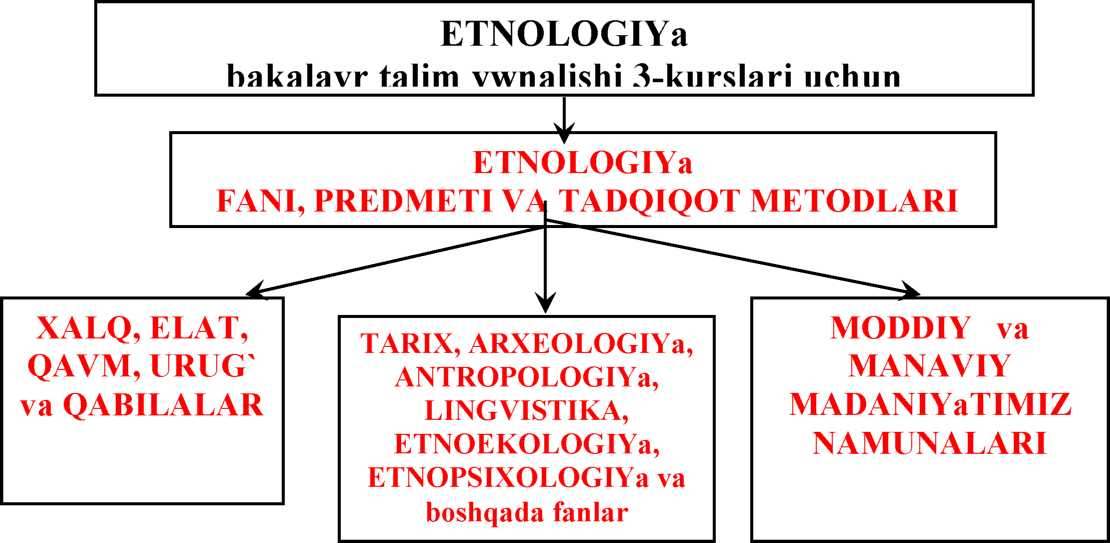 ETNOLOGIYa
bakalavr talim ywnalishi 3-kurslari uchun
ETNOLOGIYa
FANI, PREDMETI VA TADQIQOT METODLARI
XALQ, ELAT,
QAVM, URUG`
va QABILALAR
TARIX, ARXEOLOGIYa,
ANTROPOLOGIYa,
LINGVISTIKA,
ETNOEKOLOGIYa,
ETNOPSIXOLOGIYa va
boshqada fanlar
MODDIY va
MANAVIY
MADANIYaTIMIZ
NAMUNALARI